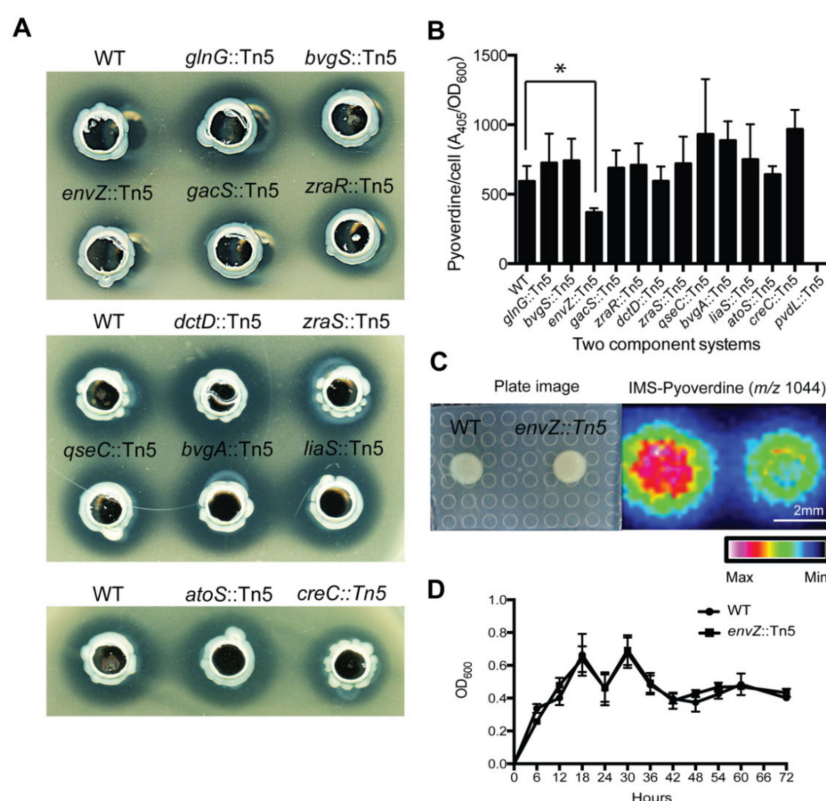 A
WT glnG::Tn5 bvgS::Tn5
envZ::Tn5 gacS::Tn5 zraR::Tn5
WT dctD::Tn5 zraS::Tn5
qseC::Tn5 bvgA::Tn5 liaS::Tn5
WT atoS::Tn5 creC::Tn5
B
Pyoverdine/cell (A405/OD600)
1500
1000
500
0
*
WT
glnG::Tn5
bvgS::Tn5
envZ::Tn5
gacS::Tn5
zraR::Tn5
dctD::Tn5
zraS::Tn5
qseC::Tn5
bvgA::Tn5
liaS::Tn5
atoS::Tn5
creC::Tn5
pvdL::Tn5
Two component systems
C
Plate image IMS-Pyoverdine (m/z 1044)
WT envZ::Tn5
2mm
Max Min
D
WT
envZ::Tn5
OD600
1.0
0.8
0.6
0.4
0.2
0.0
0 6 12 18 24 30 36 42 48 54 60 66 72
Hours